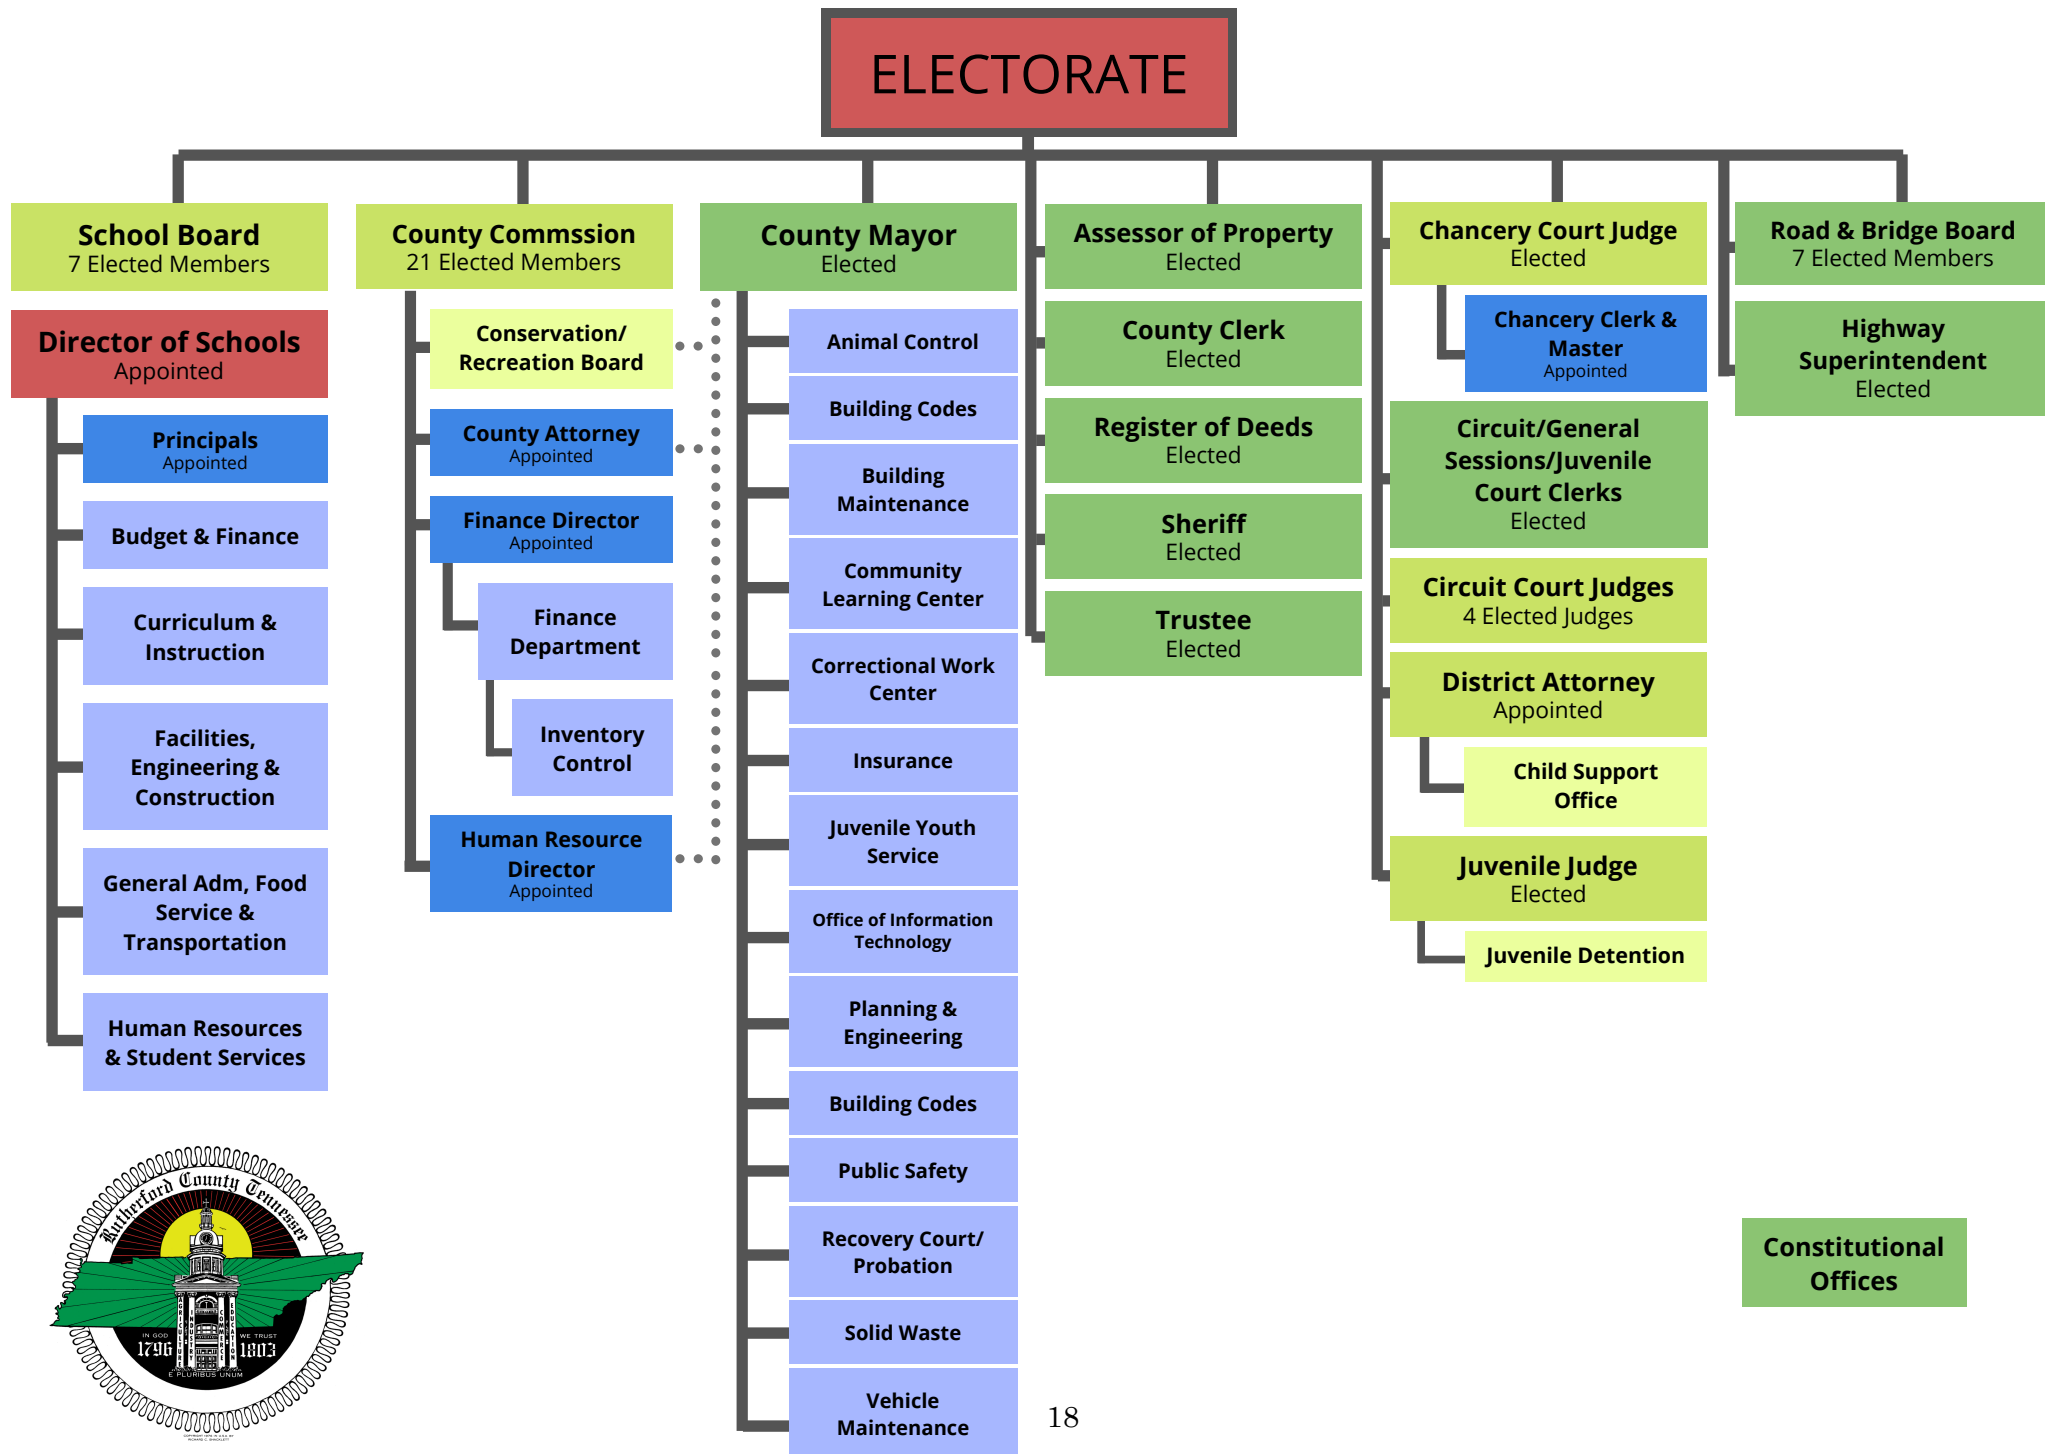 ELECTORATE
School Board
7 Elected Members
Director of Schools
Appointed
Principals
Appointed
Budget & Finance
Curriculum &
Instruction
Facilities,
Engineering &
Construction
General Adm, Food
Service &
Transportation
Human Resources
& Student Services
County Commssion
21 Elected Members
Conservation/
Recreation Board
County Attorney
Appointed
Finance Director
Appointed
Finance
Department
Inventory
Control
Human Resource
Director
Appointed
County Mayor
Elected
Animal Control
Building Codes
Building
Maintenance
Community
Learning Center
Correctional Work
Center
Insurance
Juvenile Youth
Service
Office of Information
Technology
Planning &
Engineering
Building Codes
Public Safety
Recovery Court/
Probation
Solid Waste
Vehicle
Maintenance
Assessor of Property
Elected
County Clerk
Elected
Register of Deeds
Elected
Sheriff
Elected
Trustee
Elected
Chancery Court Judge
Elected
Chancery Clerk &
Master
Appointed
Circuit/General
Sessions/Juvenile
Court Clerks
Elected
Circuit Court Judges
4 Elected Judges
District Attorney
Appointed
Child Support
Office
Juvenile Judge
Elected
Juvenile Detention
Road & Bridge Board
7 Elected Members
Highway
Superintendent
Elected
Constitutional
Offices
Rutherford County Tennessee
AGRICULTURE
INDUSTRY
COMMERCE
EDUCATION
IN GOD WE TRUST
1796 1803
E PLURIBUS UNUM
18